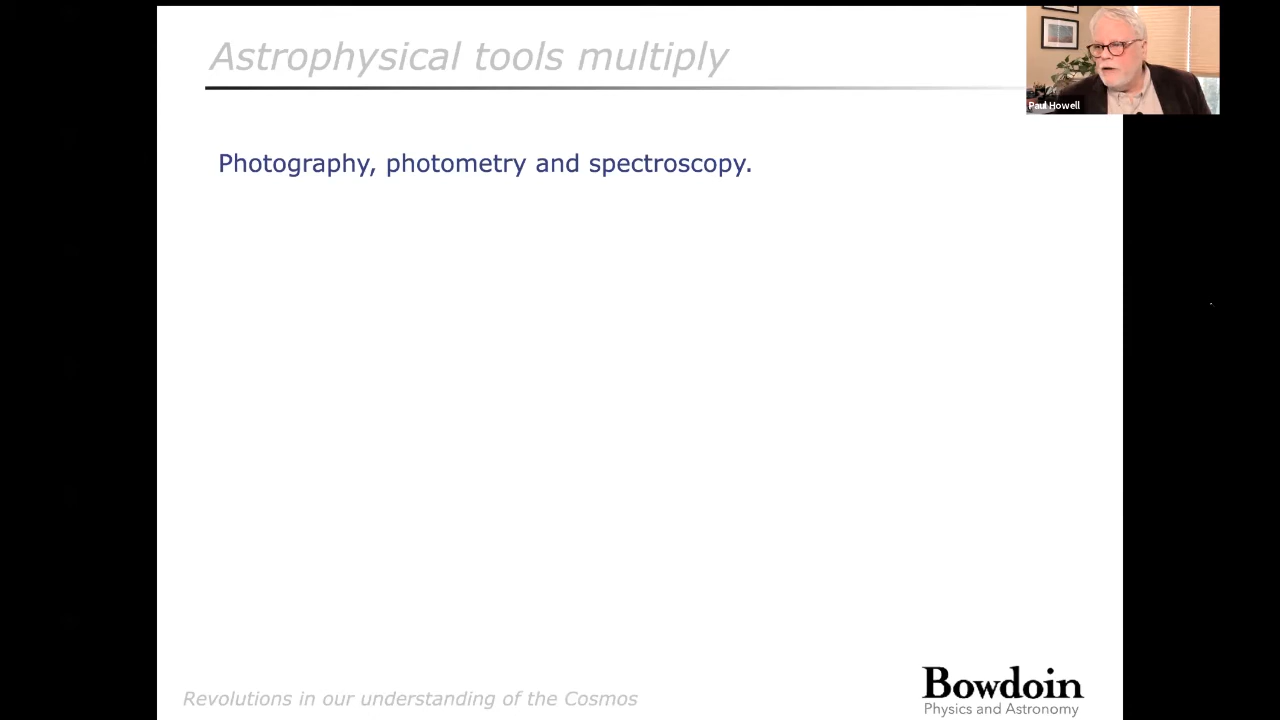 Astrophysical tools multiply
Paul Howell
Photography, photometry and spectroscopy.
Revolutions in our understanding of the Cosmos
Bowdoin
Physics and Astronomy